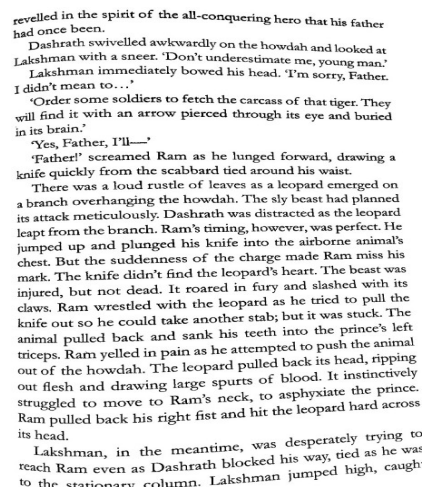 revelled in the spirit of the all-conquering hero that his father
had once been.
Dashrath swivelled awkwardly on the howdah and looked at
Lakshman with a sneer. ‘Don’t underestimate me, young man.’
Lakshman immediately bowed his head. ‘I’m sorry, Father.
I didn’t mean to…’
‘Order some soldiers to fetch the carcass of that tiger. They
will find it with an arrow pierced through its eye and buried
in its brain.’
‘Yes, Father, I’ll—’
‘Father!’ screamed Ram as he lunged forward, drawing a
knife quickly from the scabbard tied around his waist.
There was a loud rustle of leaves as a leopard emerged on
a branch overhanging the howdah. The sly beast had planned
its attack meticulously. Dashrath was distracted as the leopard
leapt from the branch. Ram’s timing, however, was perfect. He
jumped up and plunged his knife into the airborne animal’s
chest. But the suddenness of the charge made Ram miss his
mark. The knife didn’t find the leopard’s heart. The beast was
injured, but not dead. It roared in fury and slashed with its
claws. Ram wrestled with the leopard as he tried to pull the
knife out so he could take another stab; but it was stuck. The
animal pulled back and sank his teeth into the prince’s left
triceps. Ram yelled in pain as he attempted to push the animal
out of the howdah. The leopard pulled back its head, ripping
out flesh and drawing large spurts of blood. It instinctively
struggled to move to Ram’s neck, to asphyxiate the prince.
Ram pulled back his right fist and hit the leopard hard across
its head.
Lakshman, in the meantime, was desperately trying to
reach Ram even as Dashrath blocked his way, tied as he was
to the stationary column. Lakshman jumped high, caugh